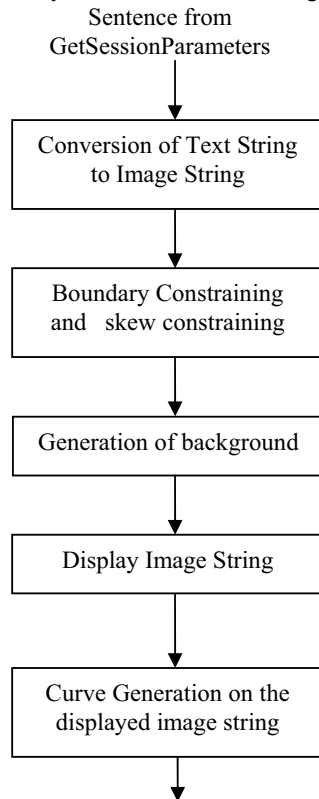 Sentence from
GetSessionParameters
Conversion of Text String
to Image String
Boundary Constraining
and skew constraining
Generation of background
Display Image String
Curve Generation on the
displayed image string